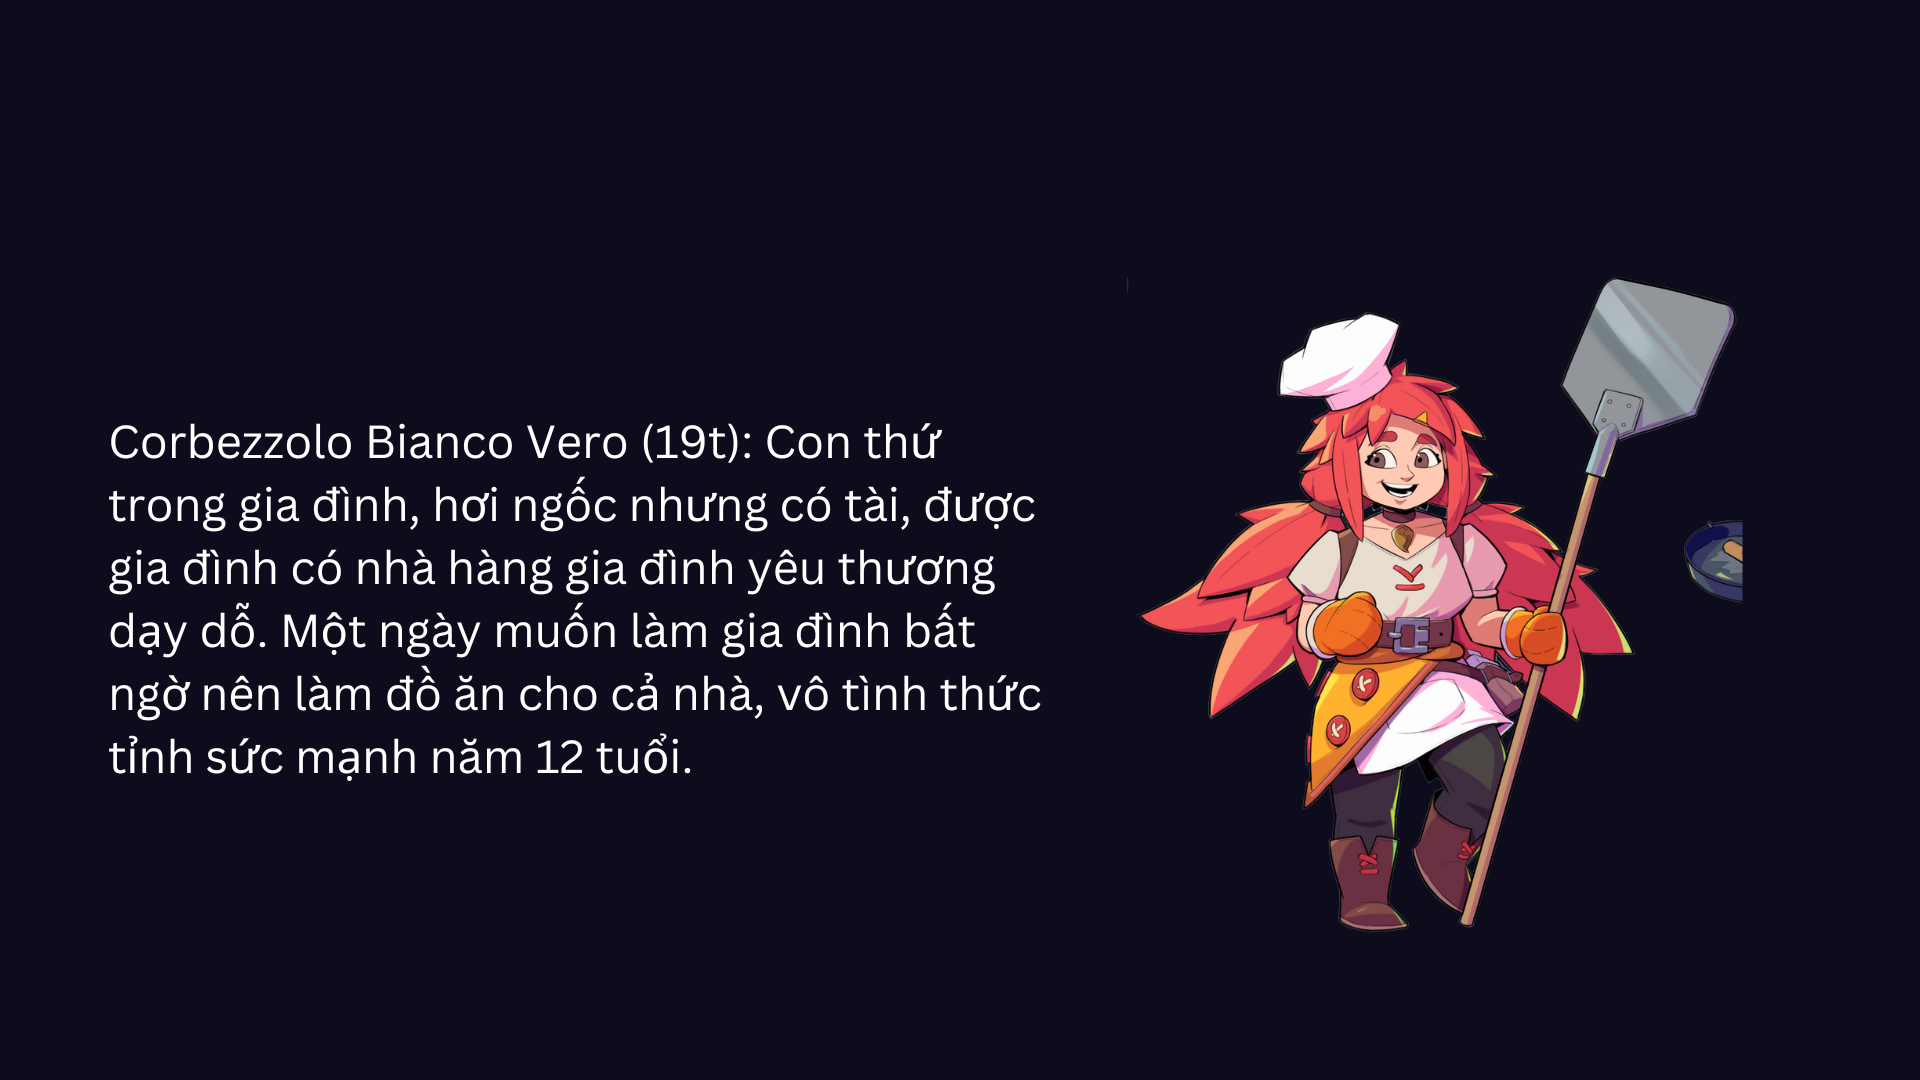 Corbezzolo Bianco Vero (19t): Con thứ
trong gia đình, hơi ngốc nhưng có tài, được
gia đình có nhà hàng gia đình yêu thương
dạy dỗ. Một ngày muốn làm gia đình bất
ngờ nên làm đồ ăn cho cả nhà, vô tình thức
tỉnh sức mạnh năm 12 tuổi.